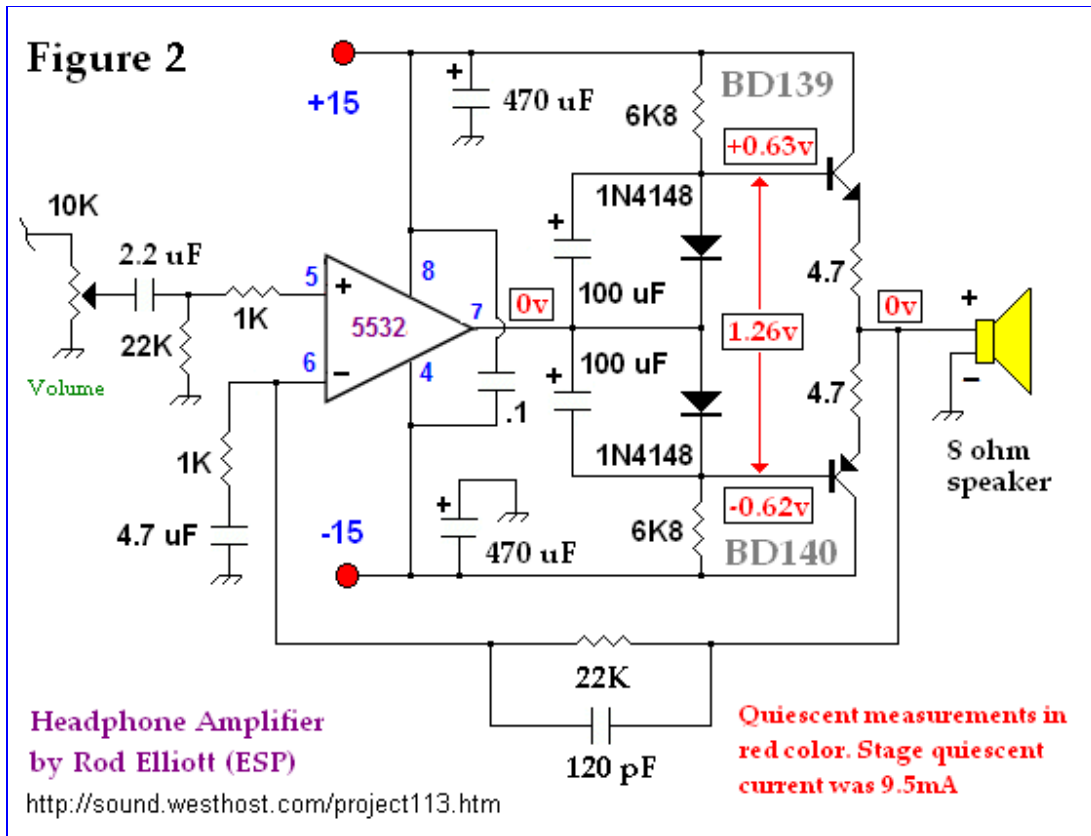 Figure 2
+15
470 uF
6K8
BD139
+0.63v
10K
2.2 uF
1N4148
100 uF
4.7
5
+
8
1K
5532
7
0v
0v
+
22K
6
−
4
100 uF
1.26v
−
Volume
.1
4.7
1K
1N4148
8 ohm
speaker
4.7 uF
-15
470 uF
6K8
-0.62v
BD140
22K
120 pF
Headphone Amplifier
by Rod Elliott (ESP)
http://sound.westhost.com/project113.htm
Quiescent measurements in
red color. Stage quiescent
current was 9.5mA